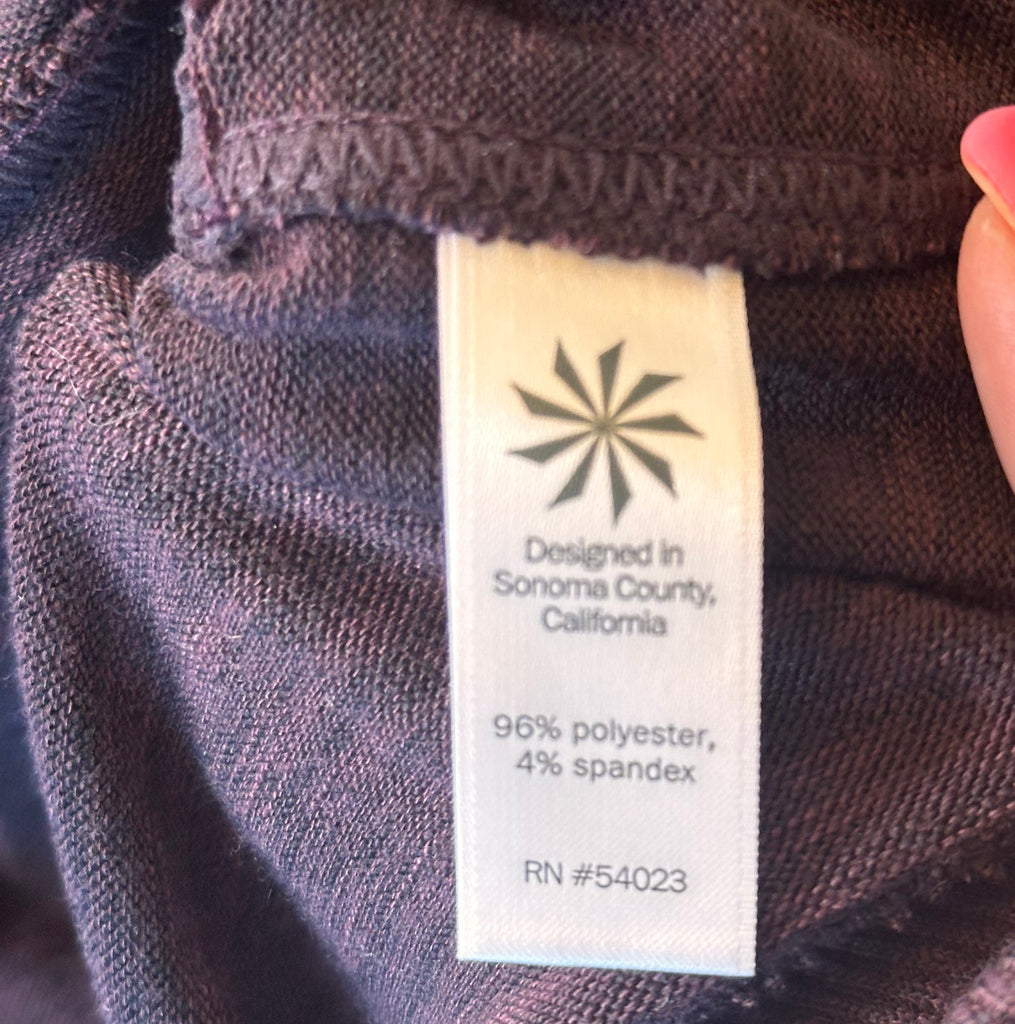 Designed in
Sonoma County,
California
96% polyester,
4% spandex
RN #54023